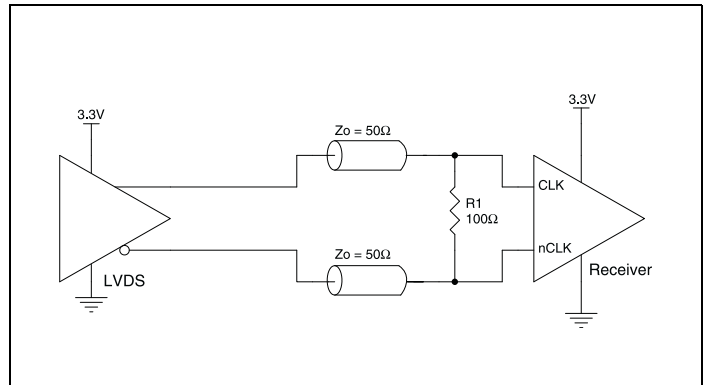 3.3V
3.3V
Zo = 50Ω
CLK
R1
100Ω
nCLK
Zo = 50Ω
Receiver
LVDS